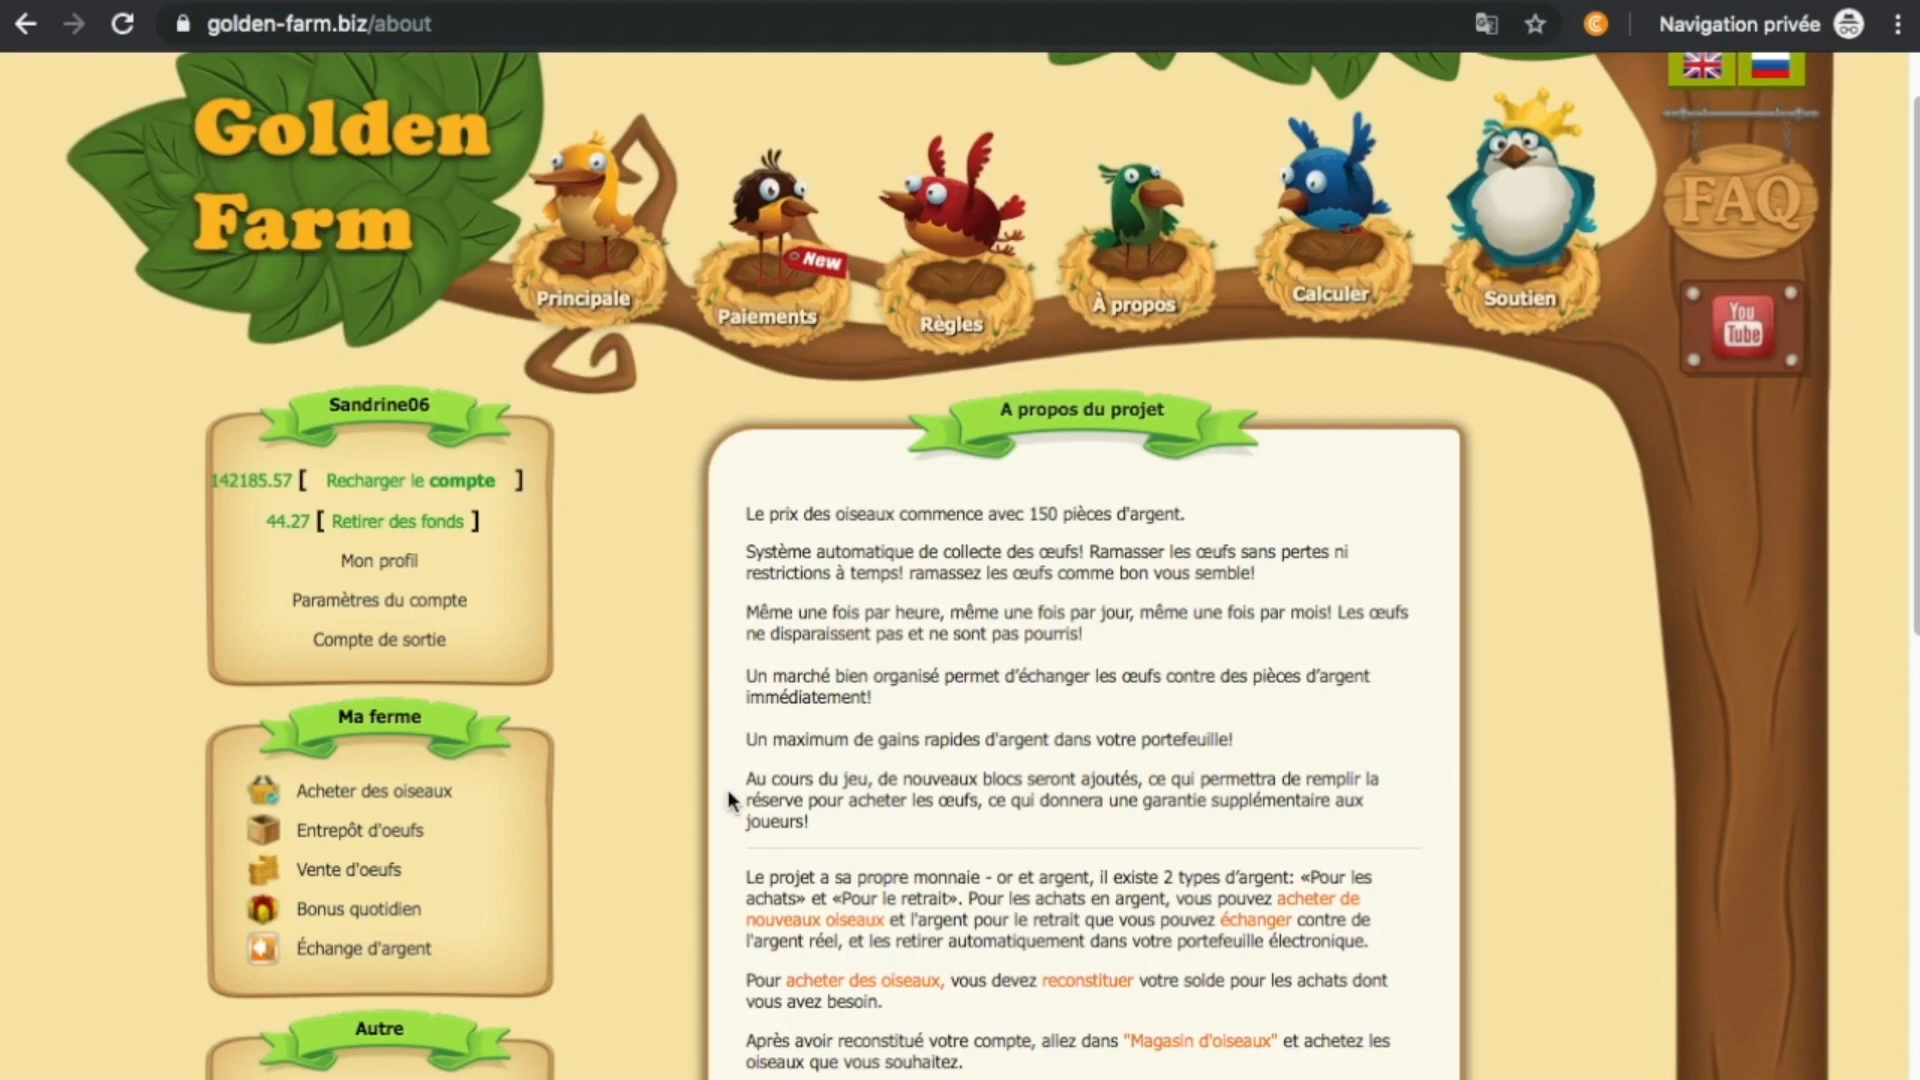 golden-farm.biz/about
Navigation privée
Golden
Farm
Principale
Paiements
New
Règles
À propos
Calculer
Soutien
FAQ
You
Tube
Sandrine06
142185.57 [ Recharger le compte ]
44.27 [ Retirer des fonds ]
Mon profil
Paramètres du compte
Compte de sortie
Ma ferme
Acheter des oiseaux
Entrepôt d'oeufs
Vente d'oeufs
Bonus quotidien
Échange d'argent
Autre
A propos du projet
Le prix des oiseaux commence avec 150 pièces d'argent.
Système automatique de collecte des œufs! Ramasser les œufs sans pertes ni
restrictions à temps! ramassez les œufs comme bon vous semble!
Même une fois par heure, même une fois par jour, même une fois par mois! Les œufs
ne disparaissent pas et ne sont pas pourris!
Un marché bien organisé permet d’échanger les œufs contre des pièces d’argent
immédiatement!
Un maximum de gains rapides d'argent dans votre portefeuille!
Au cours du jeu, de nouveaux blocs seront ajoutés, ce qui permettra de remplir la
réserve pour acheter les œufs, ce qui donnera une garantie supplémentaire aux
joueurs!
Le projet a sa propre monnaie - or et argent, il existe 2 types d’argent: «Pour les
achats» et «Pour le retrait». Pour les achats en argent, vous pouvez acheter de
nouveaux oiseaux et l'argent pour le retrait que vous pouvez échanger contre de
l'argent réel, et les retirer automatiquement dans votre portefeuille électronique.
Pour acheter des oiseaux, vous devez reconstituer votre solde pour les achats dont
vous avez besoin.
Après avoir reconstitué votre compte, allez dans "Magasin d'oiseaux" et achetez les
oiseaux que vous souhaitez.